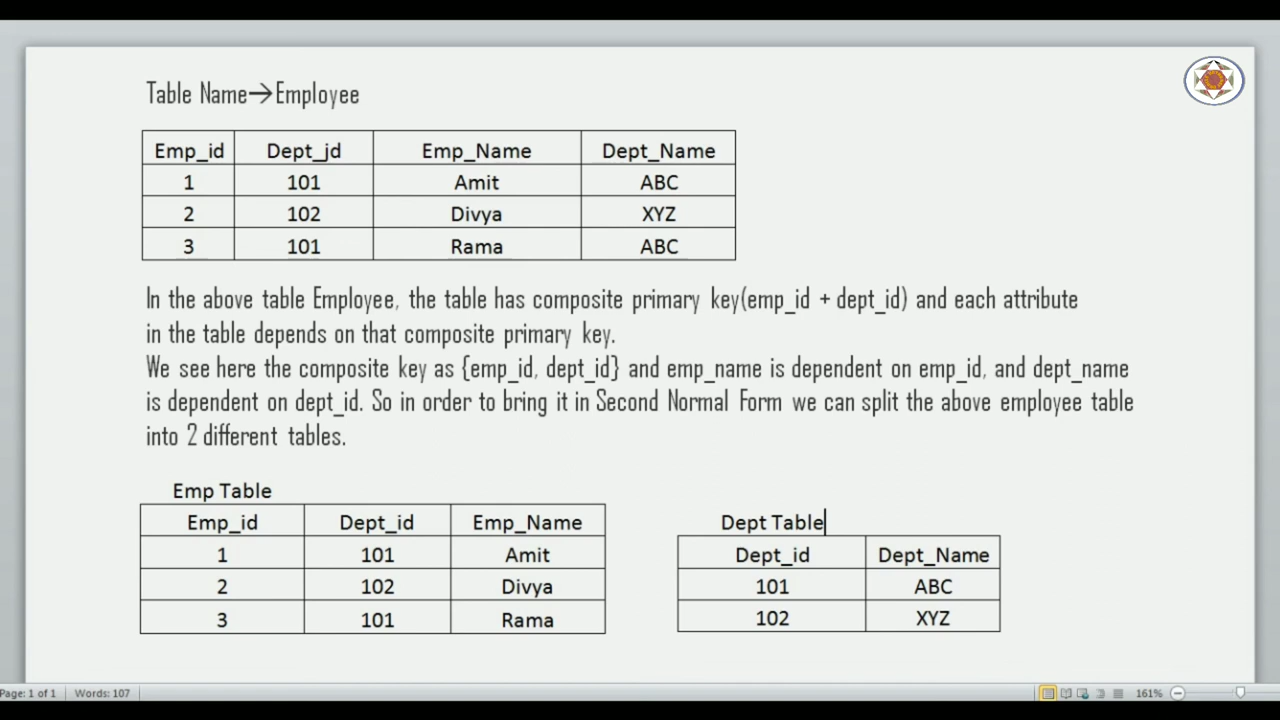 Table Name→Employee
Emp_id Dept_id Emp_Name Dept_Name
1 101 Amit ABC
2 102 Divya XYZ
3 101 Rama ABC
In the above table Employee, the table has composite primary key(emp_id + dept_id) and each attribute
in the table depends on that composite primary key.
We see here the composite key as {emp_id, dept_id} and emp_name is dependent on emp_id, and dept_name
is dependent on dept_id. So in order to bring it in Second Normal Form we can split the above employee table
into 2 different tables.
Emp Table
Emp_id Dept_id Emp_Name
1 101 Amit
2 102 Divya
3 101 Rama
Dept Table
Dept_id Dept_Name
101 ABC
102 XYZ
Page: 1 of 1 Words: 107 161%